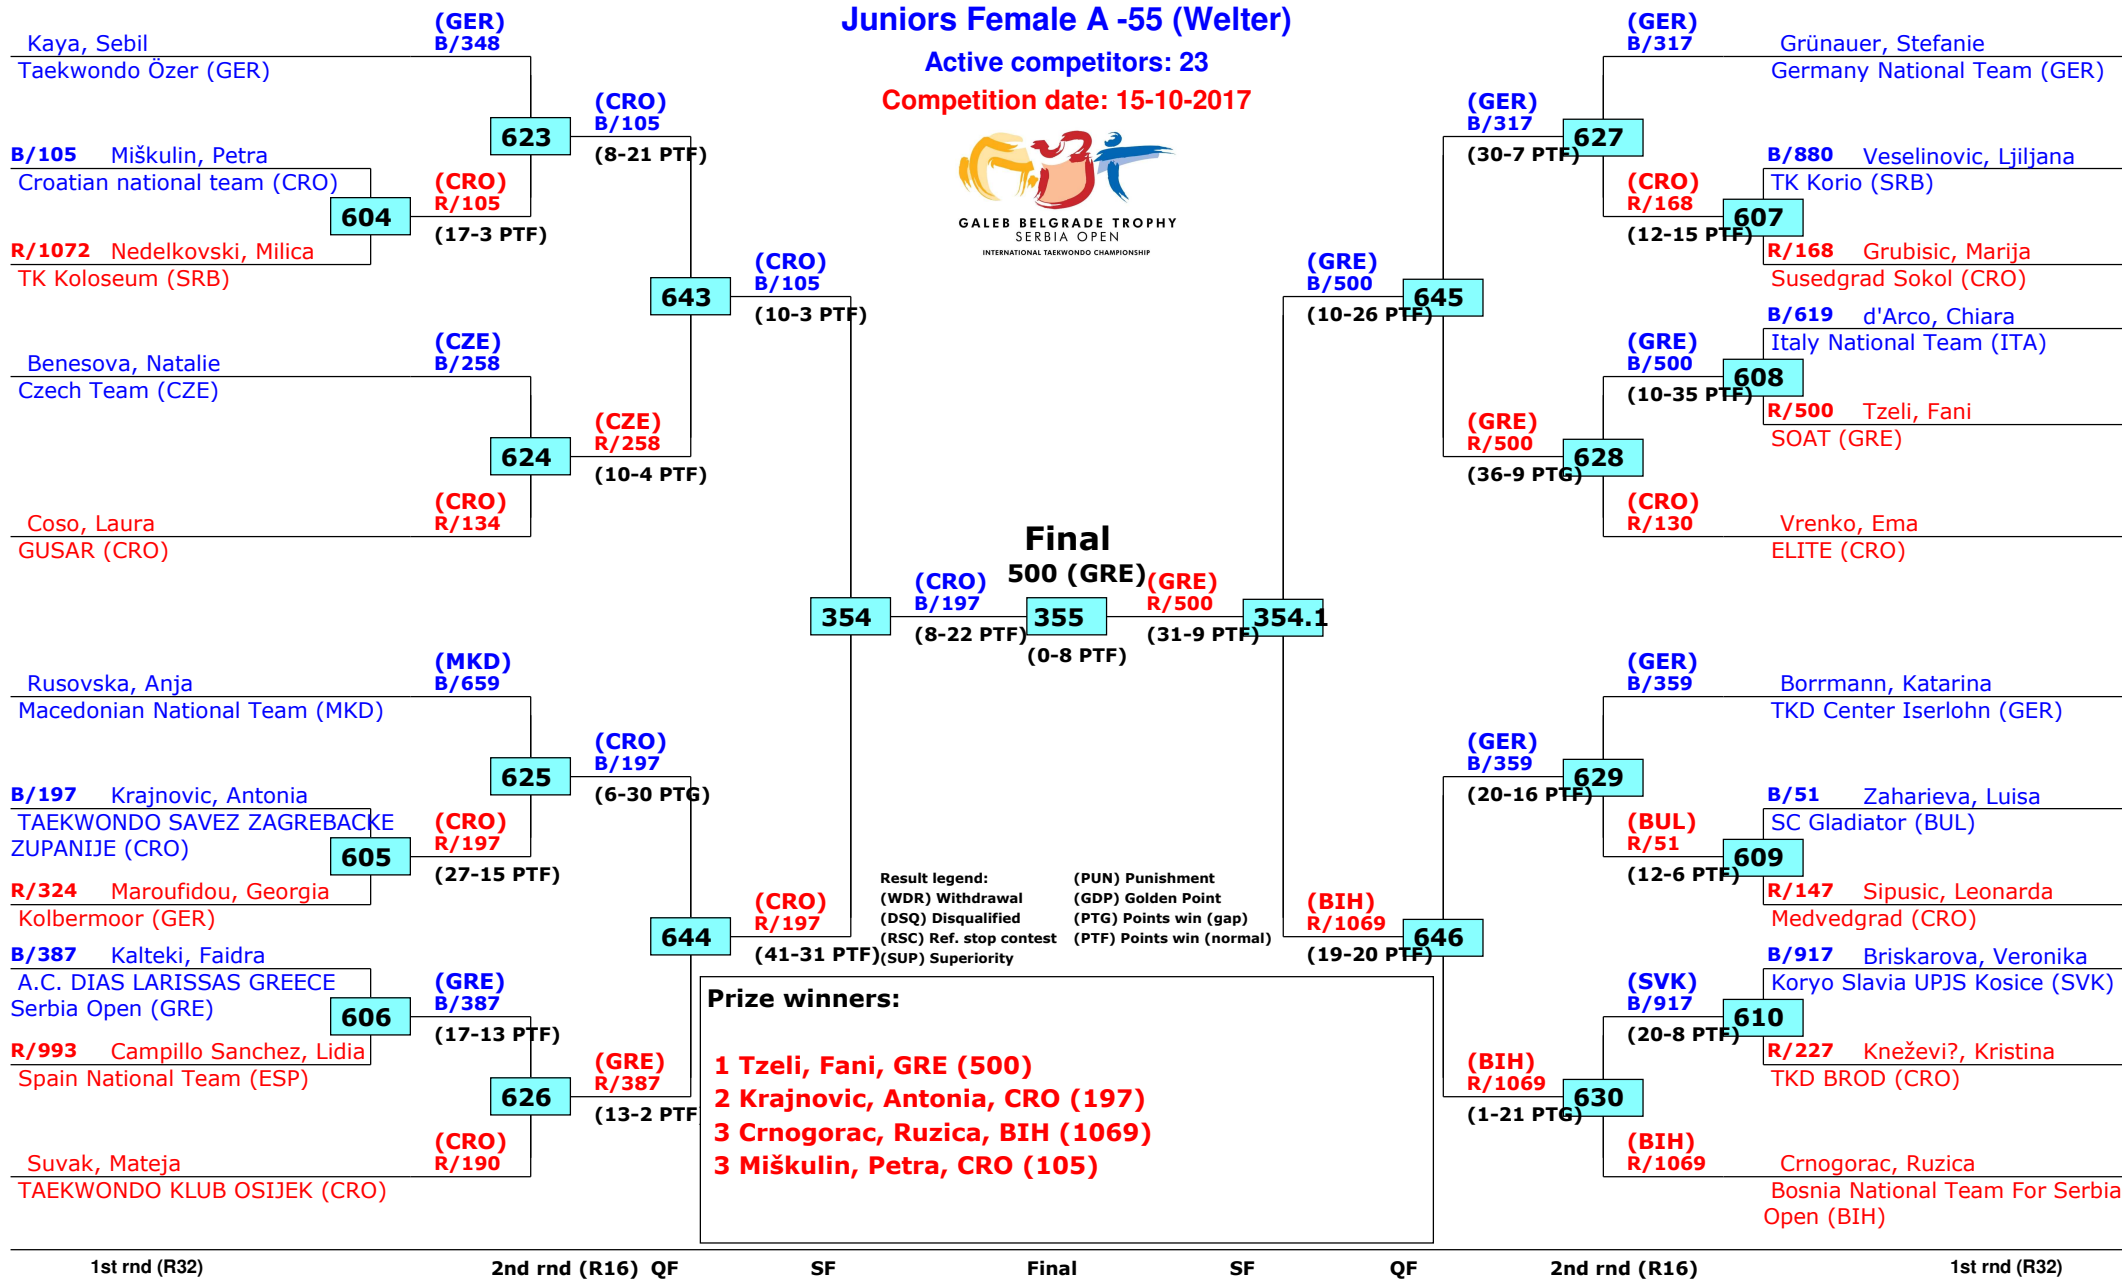 Juniors Female A -55 (Welter)
Active competitors: 23
Competition date: 15-10-2017
GALEB BELGRADE TROPHY
SERBIA OPEN
INTERNATIONAL TAEKWONDO CHAMPIONSHIP
Kaya, Sebil
Taekwondo Özer (GER)
(GER)
B/348
B/105 Miškulin, Petra
Croatian national team (CRO)
604
R/1072 Nedelkovski, Milica
TK Koloseum (SRB)
(CRO)
R/105
(17-3 PTF)
623
(CRO)
B/105
(8-21 PTF)
Benesova, Natalie
Czech Team (CZE)
(CZE)
B/258
624
Coso, Laura
GUSAR (CRO)
(CRO)
R/134
(CZE)
R/258
(10-4 PTF)
643
(CRO)
B/105
(10-3 PTF)
Rusovska, Anja
Macedonian National Team (MKD)
(MKD)
B/659
B/197 Krajnovic, Antonia
TAEKWONDO SAVEZ ZAGREBACKE
ZUPANIJE (CRO)
605
R/324 Maroufidou, Georgia
Kolbermoor (GER)
(CRO)
R/197
(27-15 PTF)
625
(CRO)
B/197
(6-30 PTG)
B/387 Kalteki, Faidra
A.C. DIAS LARISSAS GREECE
Serbia Open (GRE)
606
R/993 Campillo Sanchez, Lidia
Spain National Team (ESP)
(GRE)
B/387
(17-13 PTF)
626
Suvak, Mateja
TAEKWONDO KLUB OSIJEK (CRO)
(CRO)
R/190
(GRE)
R/387
(13-2 PTF
644
(CRO)
R/197
(41-31 PTF)
354
(CRO)
B/197
(8-22 PTF)
Final
500 (GRE)
355
(0-8 PTF)
(GRE)
R/500
(31-9 PTF)
354.1
(GRE)
B/500
(10-26 PTF)
645
(GER)
B/317
(30-7 PTF)
627
(GER)
B/317
Grünauer, Stefanie
Germany National Team (GER)
(CRO)
R/168
(12-15 PTF)
607
B/880 Veselinovic, Ljiljana
TK Korio (SRB)
R/168 Grubisic, Marija
Susedgrad Sokol (CRO)
(GRE)
R/500
(36-9 PTG)
628
(GRE)
B/500
(10-35 PTF)
608
B/619 d'Arco, Chiara
Italy National Team (ITA)
R/500 Tzeli, Fani
SOAT (GRE)
(CRO)
R/130
Vrenko, Ema
ELITE (CRO)
(BIH)
R/1069
(19-20 PTF)
646
(GER)
B/359
(20-16 PTF)
629
(GER)
B/359
Borrmann, Katarina
TKD Center Iserlohn (GER)
(BUL)
R/51
(12-6 PTF)
609
B/51 Zaharieva, Luisa
SC Gladiator (BUL)
R/147 Sipusic, Leonarda
Medvedgrad (CRO)
(BIH)
R/1069
(1-21 PTG)
630
(SVK)
B/917
(20-8 PTF)
610
B/917 Briskarova, Veronika
Koryo Slavia UPJS Kosice (SVK)
R/227 Kneževi?, Kristina
TKD BROD (CRO)
(BIH)
R/1069
Crnogorac, Ruzica
Bosnia National Team For Serbia
Open (BIH)
Result legend:
(WDR) Withdrawal
(DSQ) Disqualified
(RSC) Ref. stop contest
(SUP) Superiority
(PUN) Punishment
(GDP) Golden Point
(PTG) Points win (gap)
(PTF) Points win (normal)
Prize winners:
1 Tzeli, Fani, GRE (500)
2 Krajnovic, Antonia, CRO (197)
3 Crnogorac, Ruzica, BIH (1069)
3 Miškulin, Petra, CRO (105)
1st rnd (R32) 2nd rnd (R16) QF SF Final SF QF 2nd rnd (R16) 1st rnd (R32)